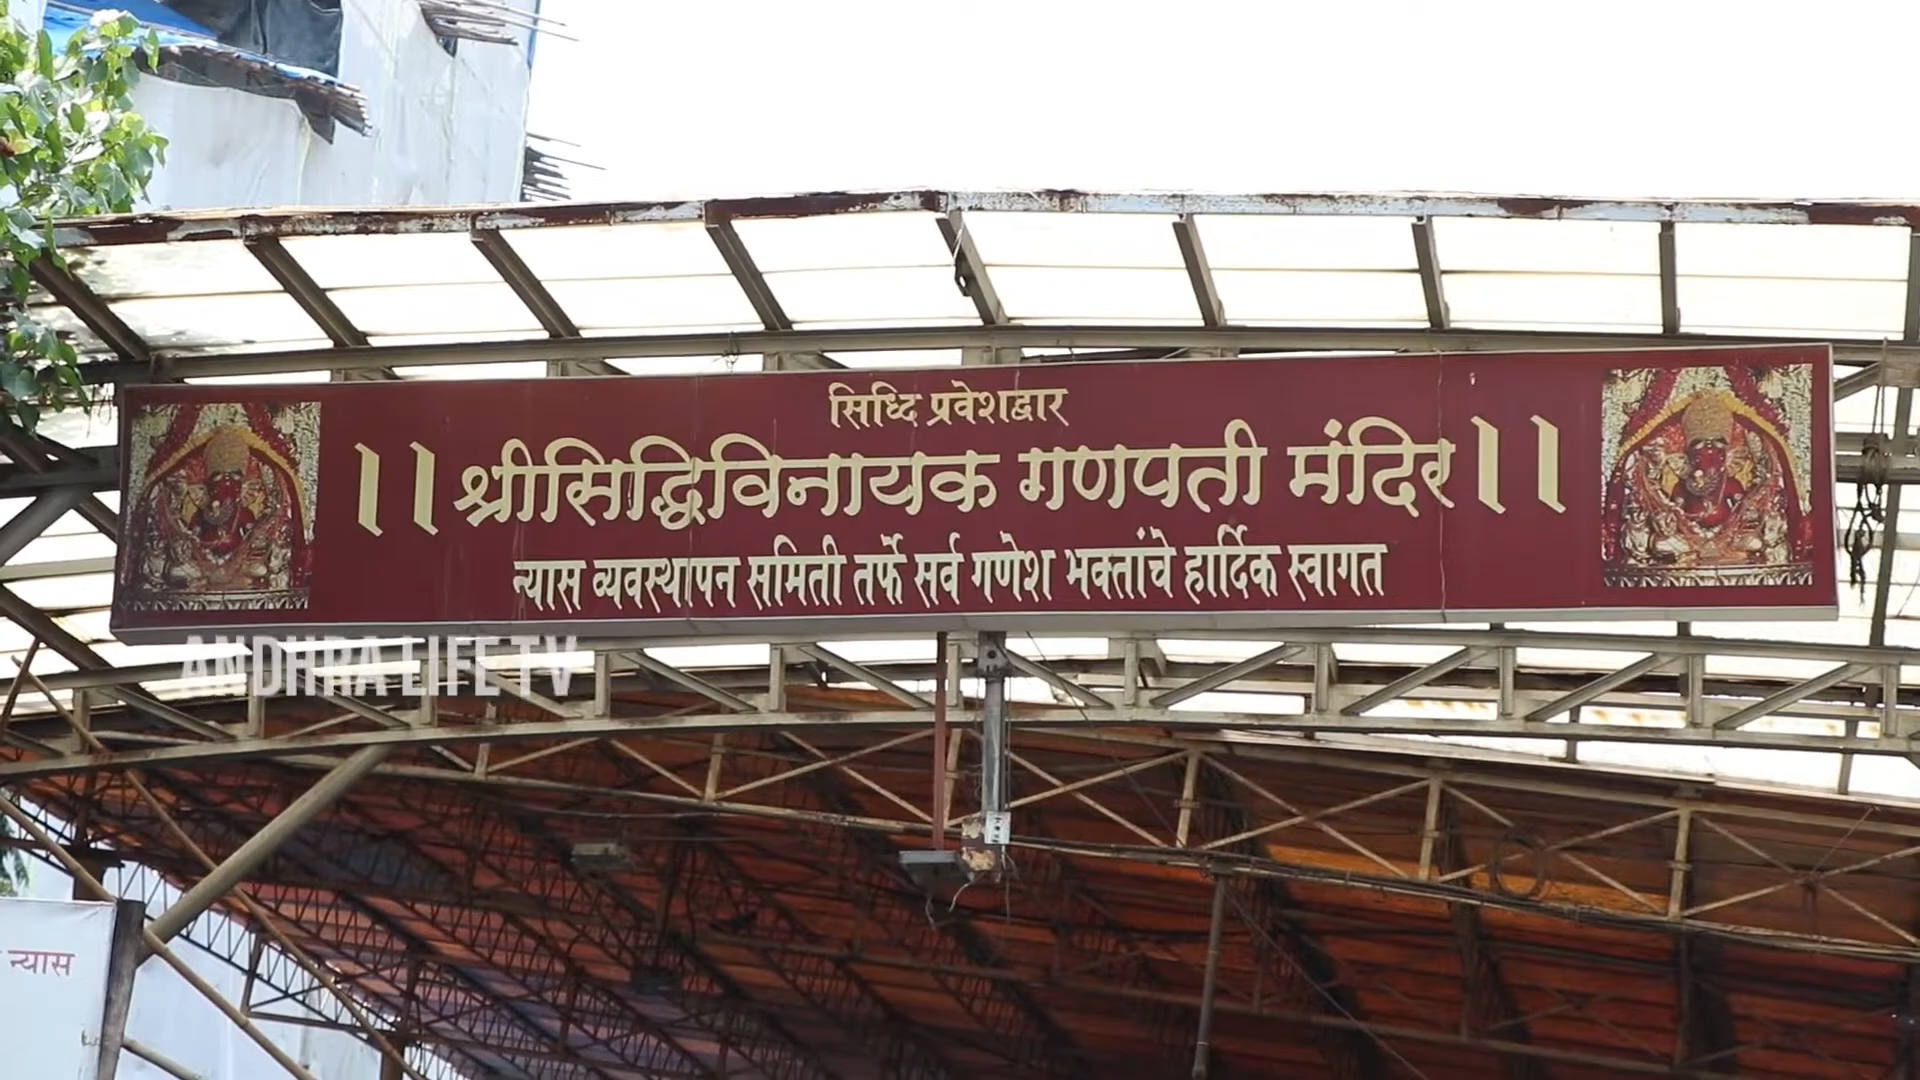 सिध्दि प्रवेशद्वार
।।श्रीसिद्धिविनायक गणपती मंदिर।।
न्यास व्यवस्थापन समिती तर्फे सर्व गणेश भक्तांचे हार्दिक स्वागत
ANDHRA LIFE TV
न्यास